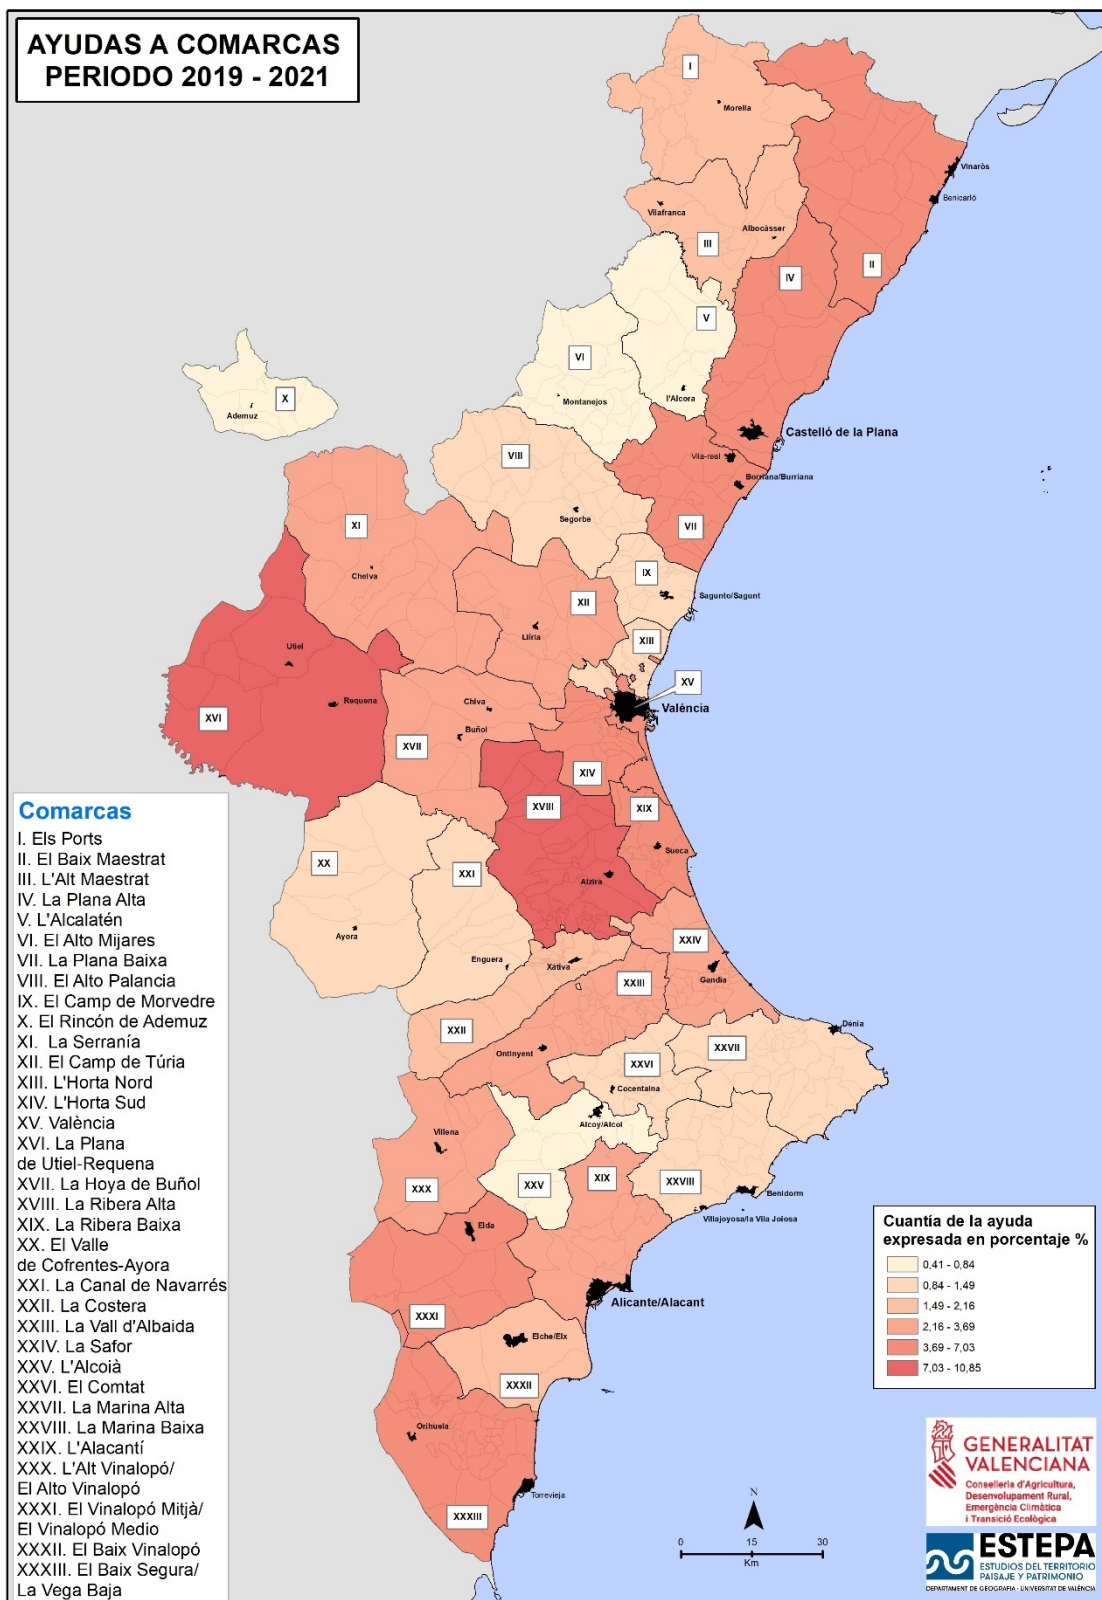 AYUDAS A COMARCAS
PERIODO 2019 - 2021
I
Morella
Vinaròs
Benicarló
Vilafranca
Albocàsser
III
IV
II
V
VI
l'Alcora
Montanejos
X
Ademuz
Castelló de la Plana
VIII
Vila-real
Borriana/Burriana
Segorbe
XI
VII
IX
Chelva
XII
Sagunto/Sagunt
Llíria
XIII
Utiel
XV
Requena
Chiva
València
XVI
Buñol
XVII
XIV
XVIII
XIX
Sueca
XX
XXI
Alzira
Ayora
XXIV
Enguera
Xàtiva
Gandia
XXIII
XXII
Dénia
Ontinyent
XXVII
XXVI
Cocentaina
Alcoy/Alcoi
Villena
XXX
XXV
XIX
XXVIII
Benidorm
Villajoyosa/la Vila Joiosa
Elda
Alicante/Alacant
XXXI
Elche/Elx
XXXII
Orihuela
Torrevieja
XXXIII
Comarcas
I. Els Ports
II. El Baix Maestrat
III. L'Alt Maestrat
IV. La Plana Alta
V. L'Alcalatén
VI. El Alto Mijares
VII. La Plana Baixa
VIII. El Alto Palancia
IX. El Camp de Morvedre
X. El Rincón de Ademuz
XI. La Serranía
XII. El Camp de Túria
XIII. L'Horta Nord
XIV. L'Horta Sud
XV. València
XVI. La Plana
de Utiel-Requena
XVII. La Hoya de Buñol
XVIII. La Ribera Alta
XIX. La Ribera Baixa
XX. El Valle
de Cofrentes-Ayora
XXI. La Canal de Navarrés
XXII. La Costera
XXIII. La Vall d'Albaida
XXIV. La Safor
XXV. L'Alcoià
XXVI. El Comtat
XXVII. La Marina Alta
XXVIII. La Marina Baixa
XXIX. L'Alacantí
XXX. L'Alt Vinalopó/
El Alto Vinalopó
XXXI. El Vinalopó Mitjà/
El Vinalopó Medio
XXXII. El Baix Vinalopó
XXXIII. El Baix Segura/
La Vega Baja
Cuantía de la ayuda
expresada en porcentaje %
0,41 - 0,84
0,84 - 1,49
1,49 - 2,16
2,16 - 3,69
3,69 - 7,03
7,03 - 10,85
N
0 15 30
Km
GENERALITAT
VALENCIANA
Conselleria d'Agricultura,
Desenvolupament Rural,
Emergència Climàtica
i Transició Ecològica
ESTEPA
ESTUDIOS DEL TERRITORIO
PAISAJE Y PATRIMONIO
DEPARTAMENT DE GEOGRAFIA - UNIVERSITAT DE VALÈNCIA